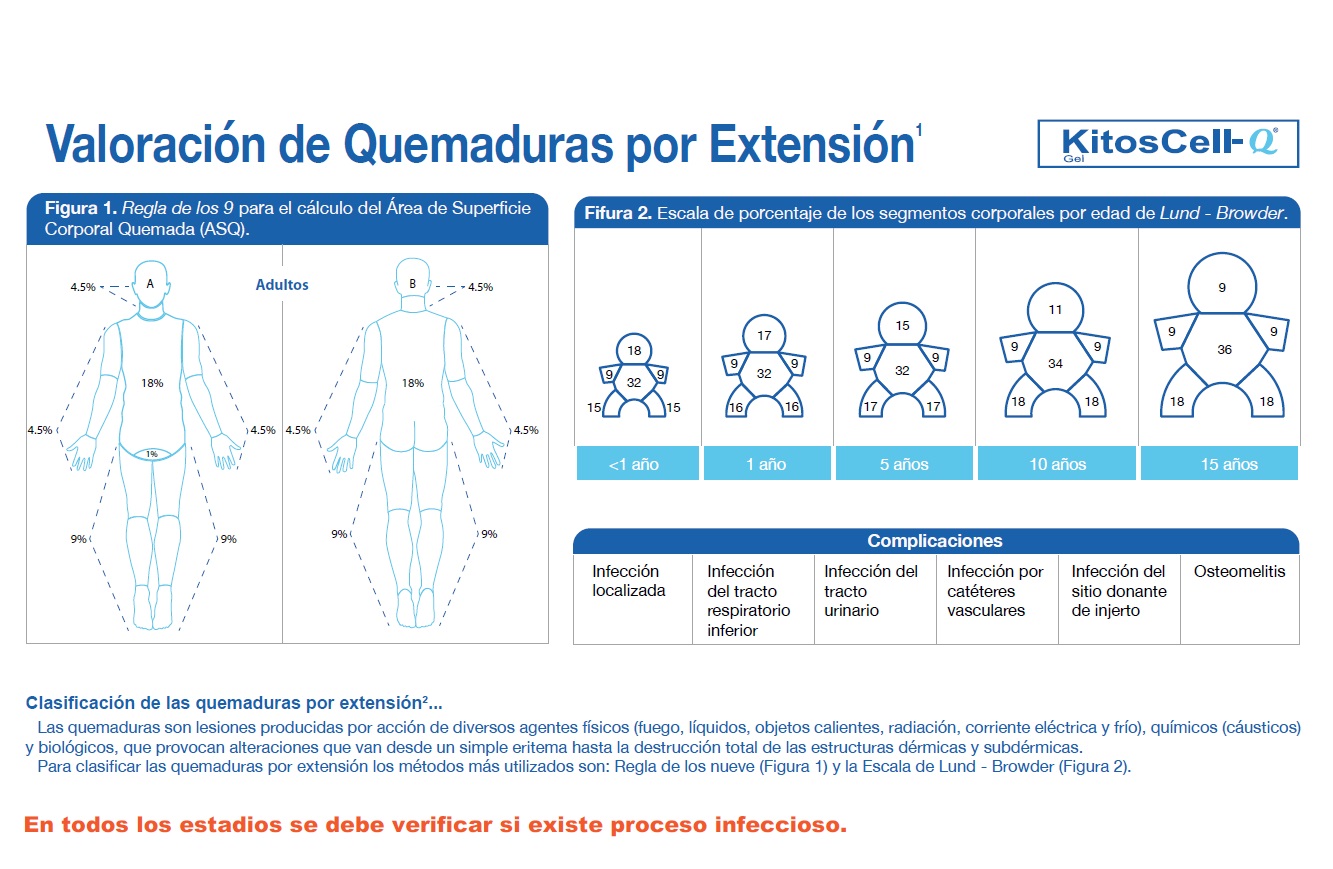 Valoración de Quemaduras por Extensión¹
KitosCell-Q®
Gel
Figura 1. Regla de los 9 para el cálculo del Área de Superficie
Corporal Quemada (ASQ).
Adultos
A
4.5%
18%
4.5%
4.5%
1%
9%
9%
B
4.5%
18%
4.5%
4.5%
9%
9%
Fifura 2. Escala de porcentaje de los segmentos corporales por edad de Lund - Browder.
18
9
9
32
15
15
<1 año
17
9
9
32
16
16
1 año
15
9
9
32
17
17
5 años
11
9
9
34
18
18
10 años
9
9
9
36
18
18
15 años
Complicaciones
Infección
localizada
Infección
del tracto
respiratorio
inferior
Infección del
tracto
urinario
Infección por
catéteres
vasculares
Infección del
sitio donante
de injerto
Osteomelitis
Clasificación de las quemaduras por extensión²...
Las quemaduras son lesiones producidas por acción de diversos agentes físicos (fuego, líquidos, objetos calientes, radiación, corriente eléctrica y frío), químicos (cáusticos)
y biológicos, que provocan alteraciones que van desde un simple eritema hasta la destrucción total de las estructuras dérmicas y subdérmicas.
Para clasificar las quemaduras por extensión los métodos más utilizados son: Regla de los nueve (Figura 1) y la Escala de Lund - Browder (Figura 2).
En todos los estadios se debe verificar si existe proceso infeccioso.